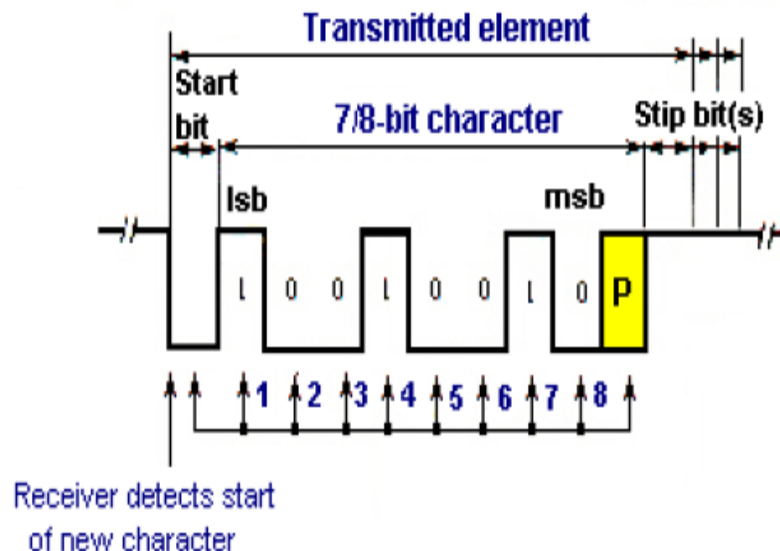 Transmitted element
Start
bit
7/8-bit character
Stip bit(s)
lsb
msb
1 0 0 1 0 0 1 0 P
1 2 3 4 5 6 7 8
Receiver detects start
of new character